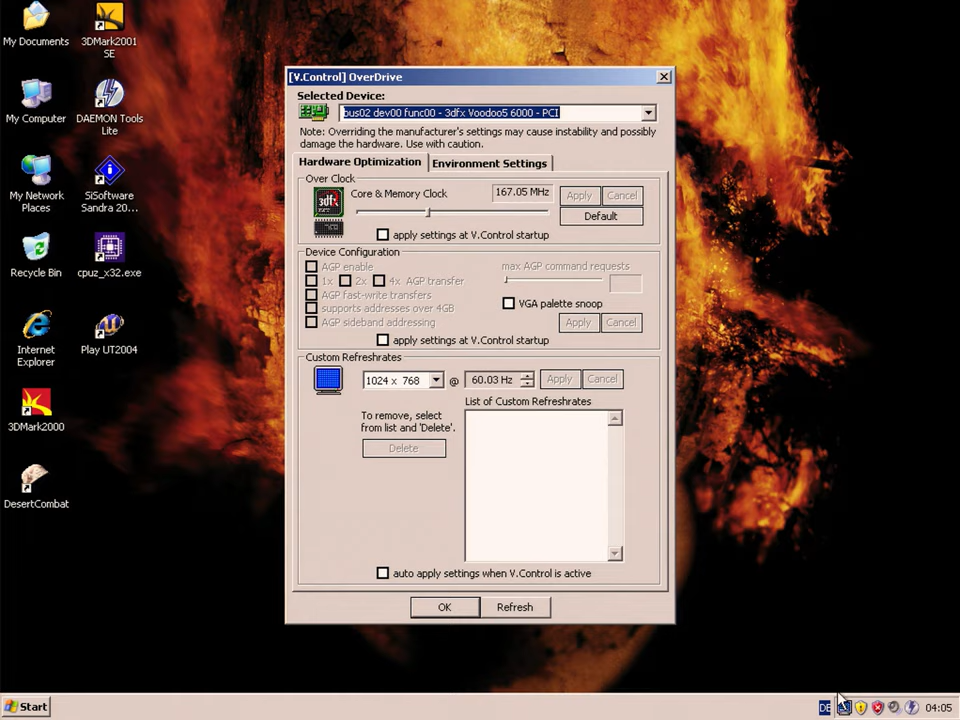 My Documents
3DMark2001
SE
My Computer
DAEMON Tools
Lite
My Network
Places
SiSoftware
Sandra 20...
Recycle Bin
cpuz_x32.exe
Internet
Explorer
Play UT2004
3DMark2000
DesertCombat
[V.Control] OverDrive
Selected Device:
bus02 dev00 func00 - 3dfx Voodoo5 6000 - PCI
Note: Overriding the manufacturer's settings may cause instability and possibly
damage the hardware. Use with caution.
Hardware Optimization
Environment Settings
Over Clock
3dfx
Core & Memory Clock
167.05 MHz
Apply
Cancel
Default
apply settings at V.Control startup
Device Configuration
AGP enable
1x 2x 4x AGP transfer
AGP fast-write transfers
supports addresses over 4GB
AGP sideband addressing
max AGP command requests
VGA palette snoop
Apply
Cancel
apply settings at V.Control startup
Custom Refreshrates
1024 x 768 @ 60.03 Hz
Apply
Cancel
To remove, select
from list and 'Delete'.
Delete
List of Custom Refreshrates
auto apply settings when V.Control is active
OK
Refresh
Start
DE
04:05